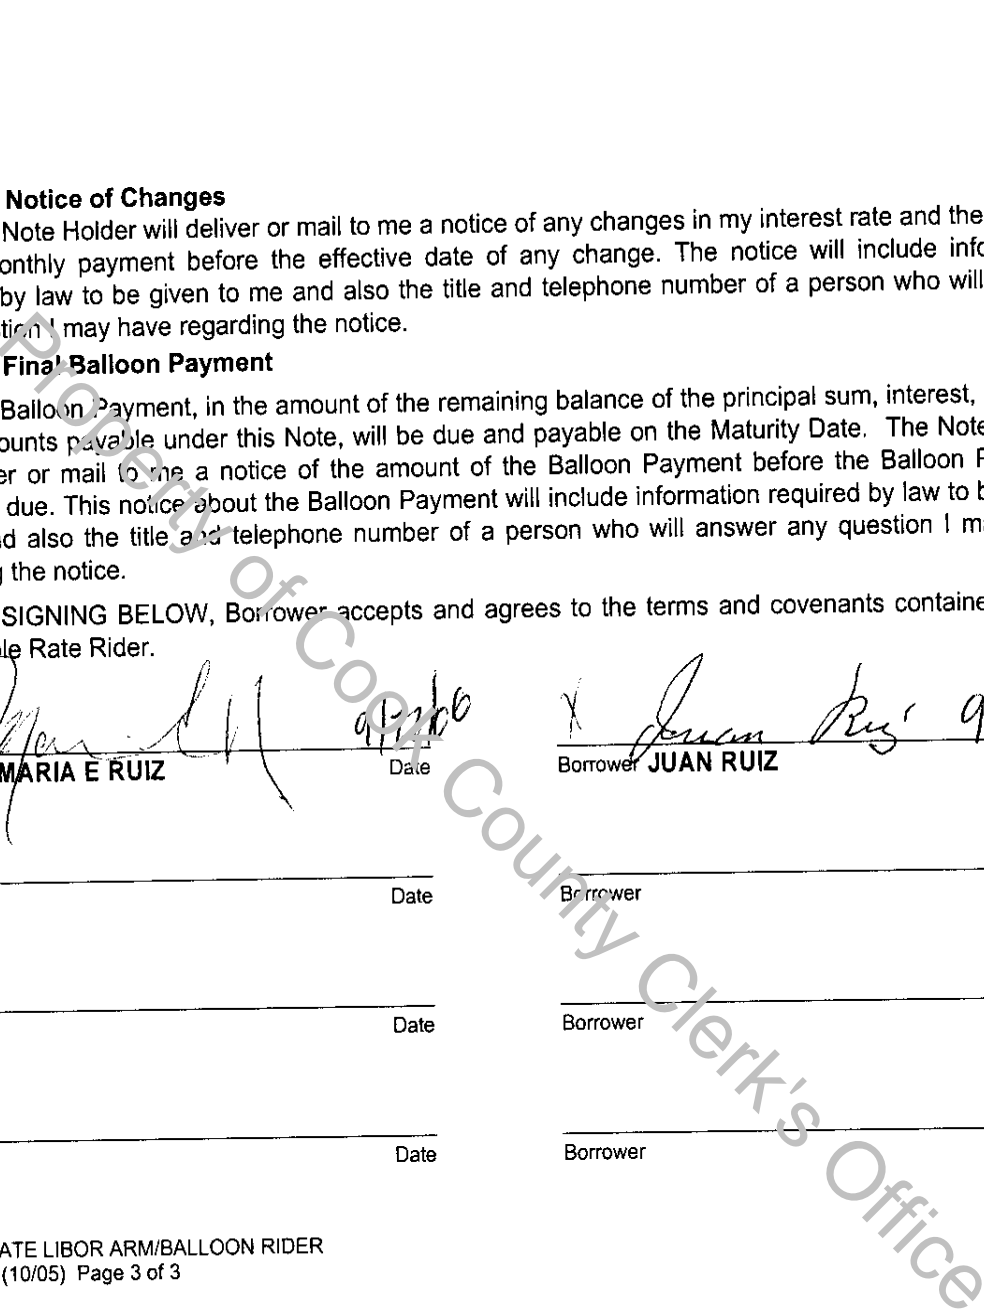 Notice of Changes
Note Holder will deliver or mail to me a notice of any changes in my interest rate and the
onthly payment before the effective date of any change. The notice will include info
by law to be given to me and also the title and telephone number of a person who will
tion I may have regarding the notice.
Final Balloon Payment
Balloon Payment, in the amount of the remaining balance of the principal sum, interest,
ounts payable under this Note, will be due and payable on the Maturity Date. The Note
er or mail to me a notice of the amount of the Balloon Payment before the Balloon P
due. This notice about the Balloon Payment will include information required by law to b
d also the title and telephone number of a person who will answer any question I m
g the notice.
SIGNING BELOW, Borrower accepts and agrees to the terms and covenants containe
le Rate Rider.
X Juan Ruiz 9
MARIA E RUIZ Date Borrower JUAN RUIZ
Date Borrower
Date Borrower
Date Borrower
ATE LIBOR ARM/BALLOON RIDER
(10/05) Page 3 of 3
Property of Cook County Clerk's Office